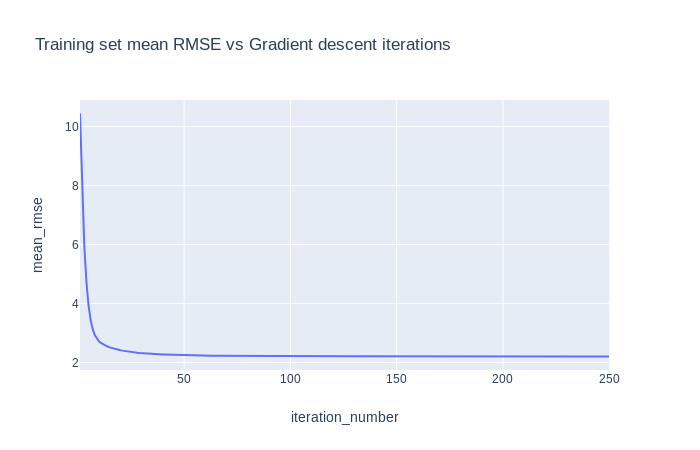 Training set mean RMSE vs Gradient descent iterations
mean_rmse
10
8
6
4
2
50 100 150 200 250
iteration_number